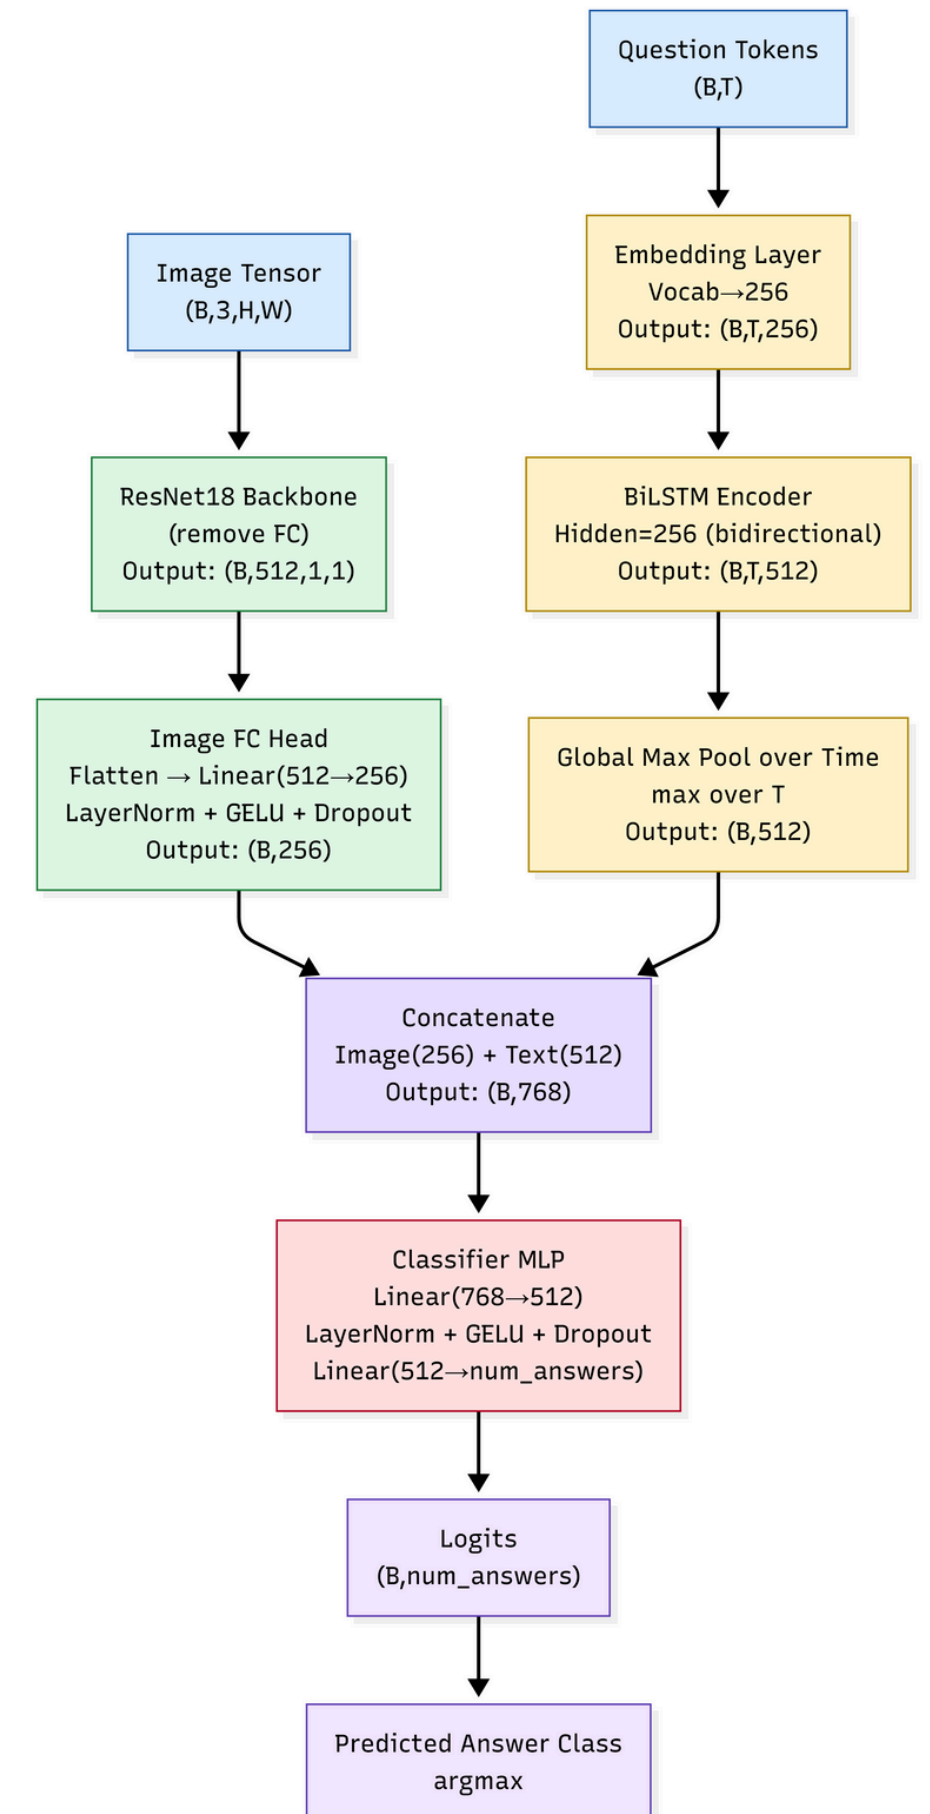 Question Tokens
(B,T)
Embedding Layer
Vocab→256
Output: (B,T,256)
Image Tensor
(B,3,H,W)
ResNet18 Backbone
(remove FC)
Output: (B,512,1,1)
BiLSTM Encoder
Hidden=256 (bidirectional)
Output: (B,T,512)
Image FC Head
Flatten → Linear(512→256)
LayerNorm + GELU + Dropout
Output: (B,256)
Global Max Pool over Time
max over T
Output: (B,512)
Concatenate
Image(256) + Text(512)
Output: (B,768)
Classifier MLP
Linear(768→512)
LayerNorm + GELU + Dropout
Linear(512→num_answers)
Logits
(B,num_answers)
Predicted Answer Class
argmax